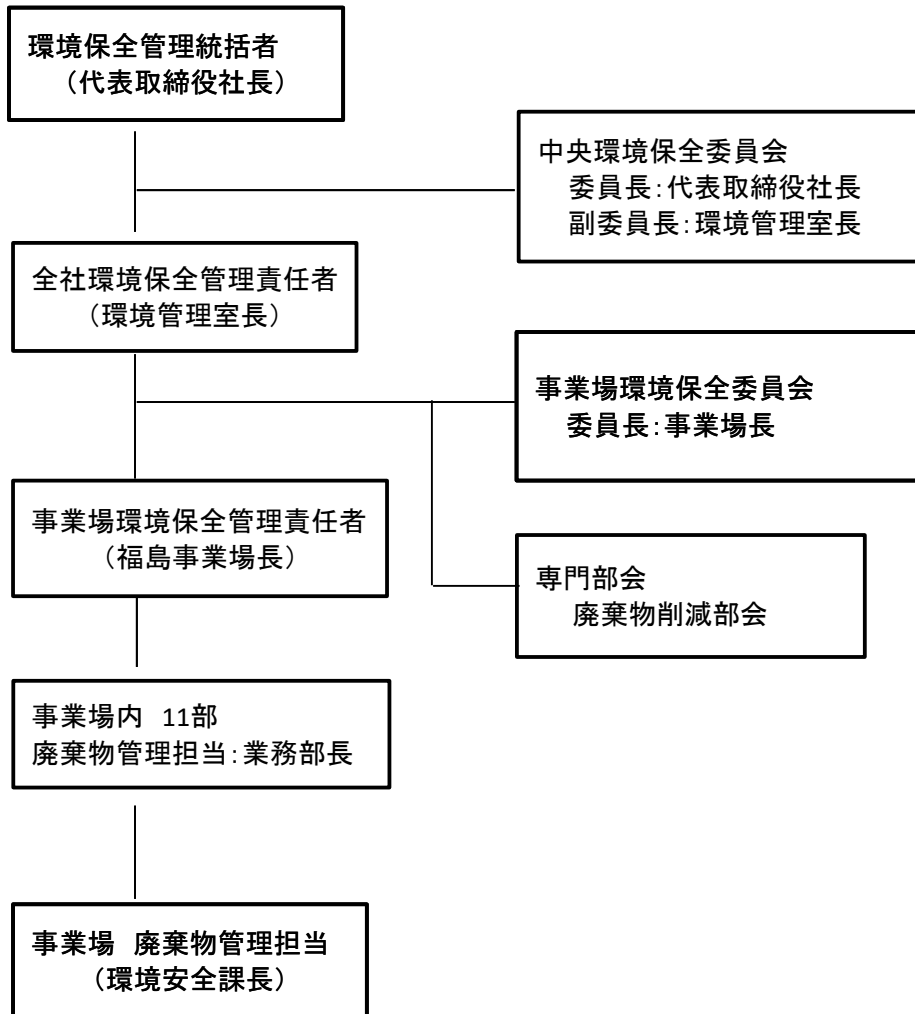 環境保全管理統括者
（代表取締役社長）
中央環境保全委員会
委員長：代表取締役社長
副委員長：環境管理室長
全社環境保全管理責任者
（環境管理室長）
事業場環境保全委員会
委員長：事業場長
事業場環境保全管理責任者
（福島事業場長）
専門部会
廃棄物削減部会
事業場内　11部
廃棄物管理担当：業務部長
事業場　廃棄物管理担当
（環境安全課長）